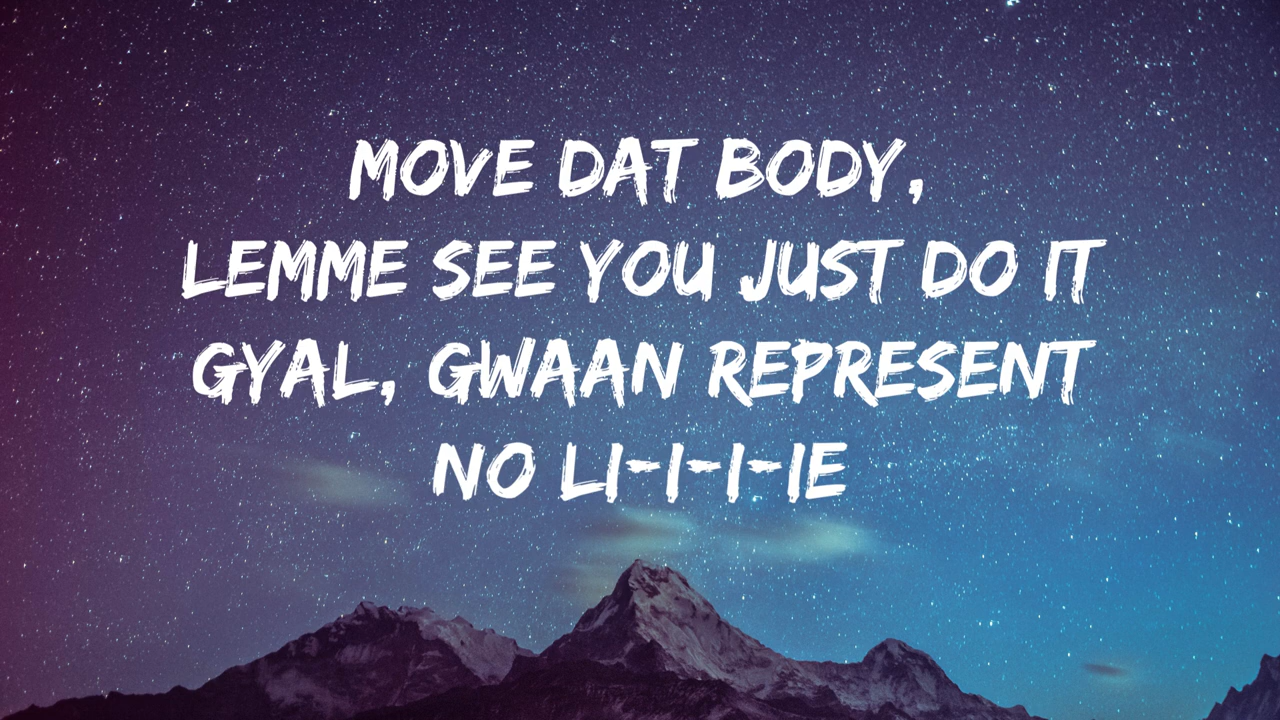 MOVE DAT BODY,
LEMME SEE YOU JUST DO IT
GYAL, GWAAN REPRESENT
NO LI-I-I-IE